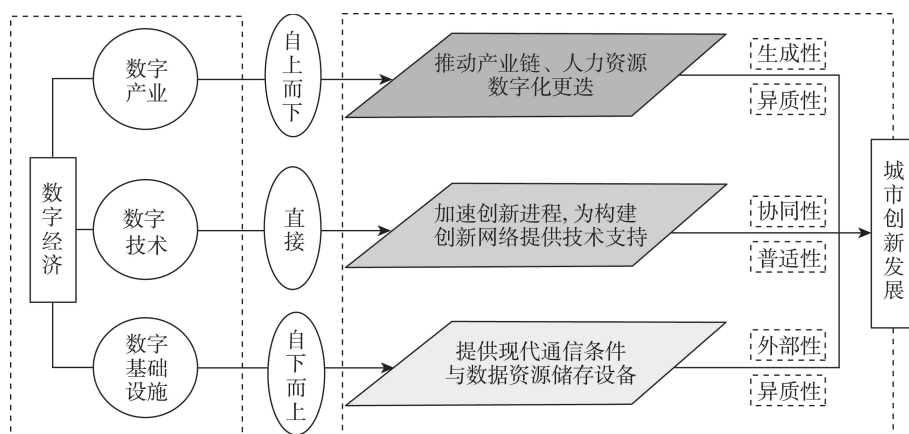 数字经济
数字
产业
自上而下
推动产业链、人力资源
数字化更迭
生成性
异质性
数字
技术
直接
加速创新进程,为构建
创新网络提供技术支持
协同性
普适性
数字
基础
设施
自下而上
提供现代通信条件
与数据资源储存设备
外部性
异质性
城市创新发展